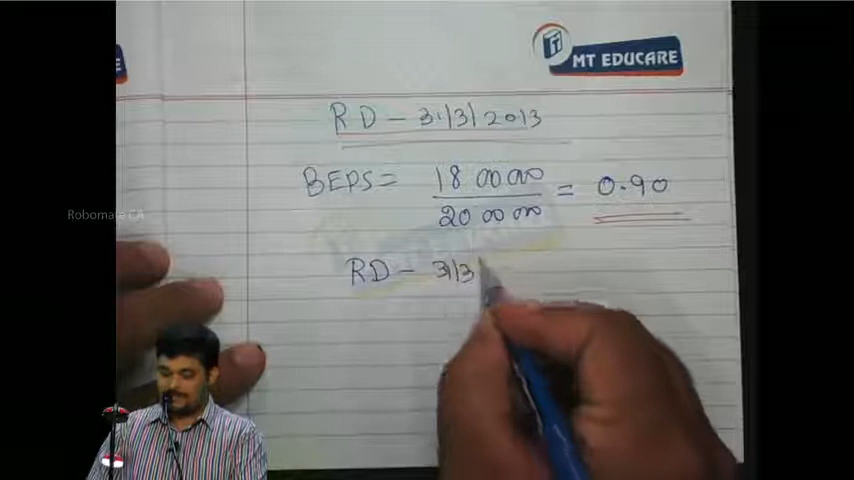 MT EDUCARE
RD - 31/3/2013
BEPS = 18 00 000 / 20 00 000 = 0.90
RD - 31/3
Robomate CA